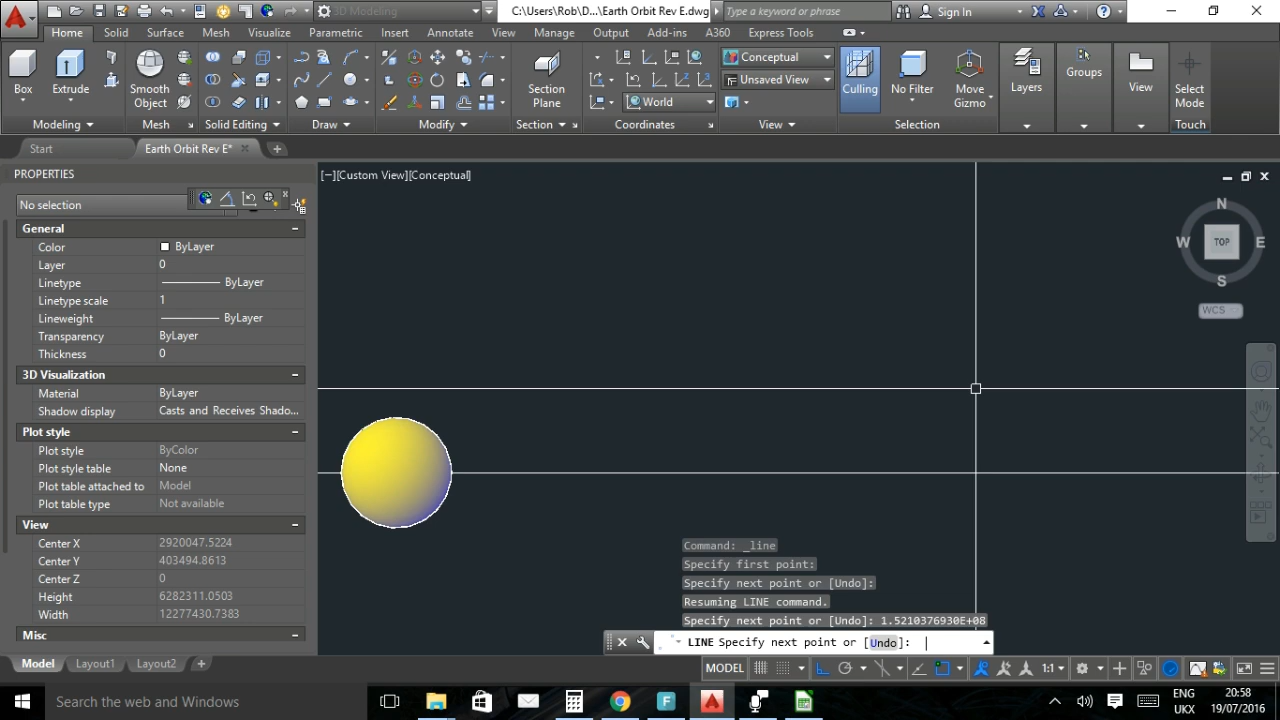 3D Modeling
C:\Users\Rob\D...\Earth Orbit Rev E.dwg
Type a keyword or phrase
Sign In
Home Solid Surface Mesh Visualize Parametric Insert Annotate View Manage Output Add-ins A360 Express Tools
Box
Extrude
Smooth
Object
Section
Plane
World
Conceptual
Unsaved View
Culling
No Filter
Move
Gizmo
Layers
Groups
View
Select
Mode
Modeling
Mesh
Solid Editing
Draw
Modify
Section
Coordinates
View
Selection
Touch
Start
Earth Orbit Rev E*
PROPERTIES
No selection
General
Color ByLayer
Layer 0
Linetype ByLayer
Linetype scale 1
Lineweight ByLayer
Transparency ByLayer
Thickness 0
3D Visualization
Material ByLayer
Shadow display Casts and Receives Shado...
Plot style
Plot style ByColor
Plot style table None
Plot table attached to Model
Plot table type Not available
View
Center X 2920047.5224
Center Y 403494.8613
Center Z 0
Height 6282311.0503
Width 12277430.7383
Misc
[−][Custom View][Conceptual]
N
W TOP E
S
WCS
Command: _line
Specify first point:
Specify next point or [Undo]:
Resuming LINE command.
Specify next point or [Undo]: 1.5210376930E+08
LINE Specify next point or [Undo]:
Model Layout1 Layout2
MODEL
1:1
Search the web and Windows
ENG
UKX
20:58
19/07/2016